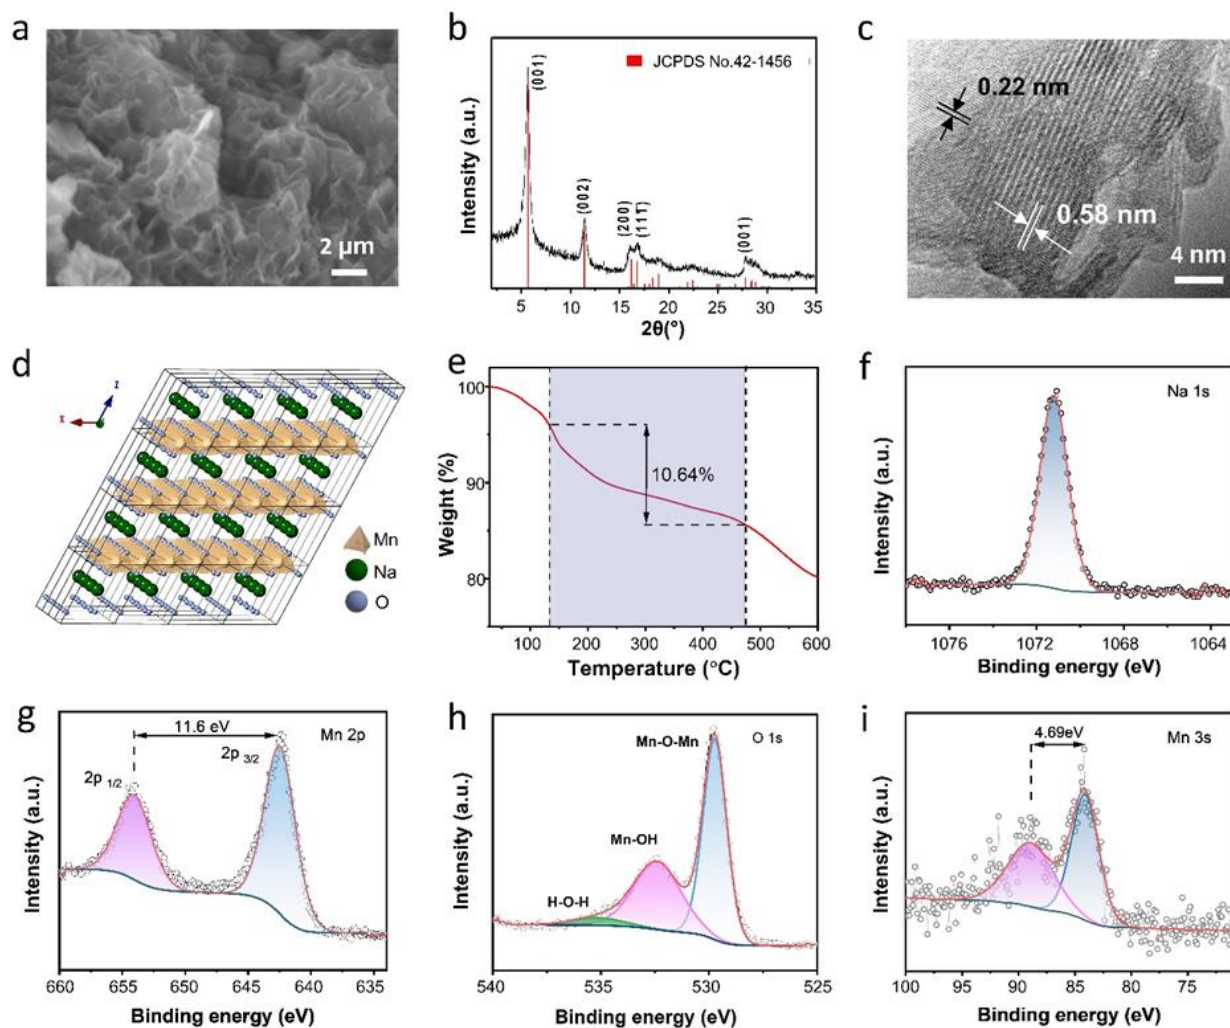 a
2 μm
b
JCPDS No.42-1456
(001)
(002)
(200)
(111̄)
(001)
Intensity (a.u.)
5 10 15 20 25 30 35
2θ(°)
c
0.22 nm
0.58 nm
4 nm
d
x
z
Mn
Na
O
e
100
90
80
10.64%
Weight (%)
100 200 300 400 500 600
Temperature (°C)
f
Na 1s
Intensity (a.u.)
1076 1072 1068 1064
Binding energy (eV)
g
11.6 eV
Mn 2p
2p 3/2
2p 1/2
Intensity (a.u.)
660 655 650 645 640 635
Binding energy (eV)
h
O 1s
Mn-O-Mn
Mn-OH
H-O-H
Intensity (a.u.)
540 535 530 525
Binding energy (eV)
i
Mn 3s
4.69eV
Intensity (a.u.)
100 95 90 85 80 75
Binding energy (eV)